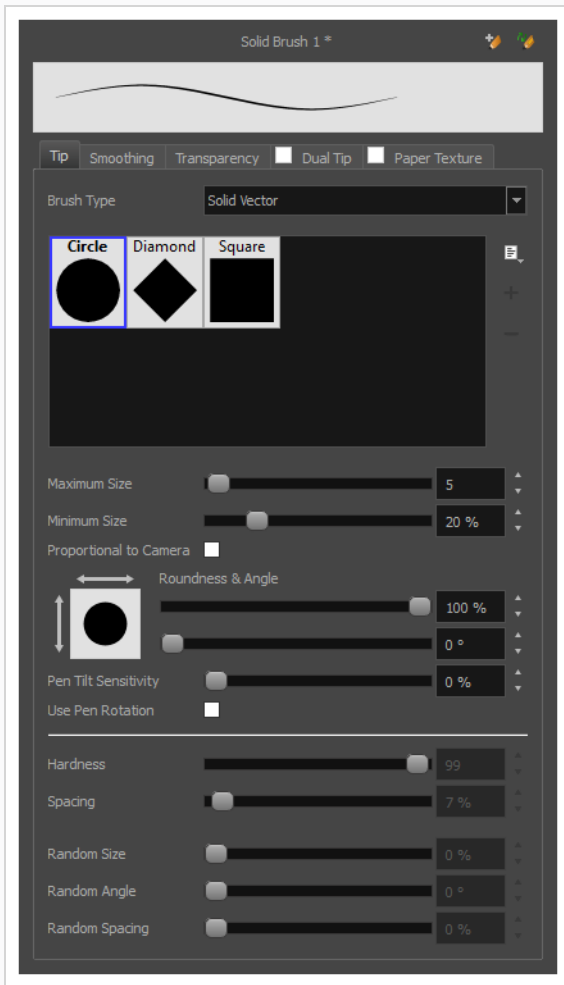 Solid Brush 1 *
Tip Smoothing Transparency Dual Tip Paper Texture
Brush Type Solid Vector
Circle Diamond Square
Maximum Size 5
Minimum Size 20 %
Proportional to Camera
Roundness & Angle
100 %
0 °
Pen Tilt Sensitivity 0 %
Use Pen Rotation
Hardness 99
Spacing 7 %
Random Size 0 %
Random Angle 0 °
Random Spacing 0 %